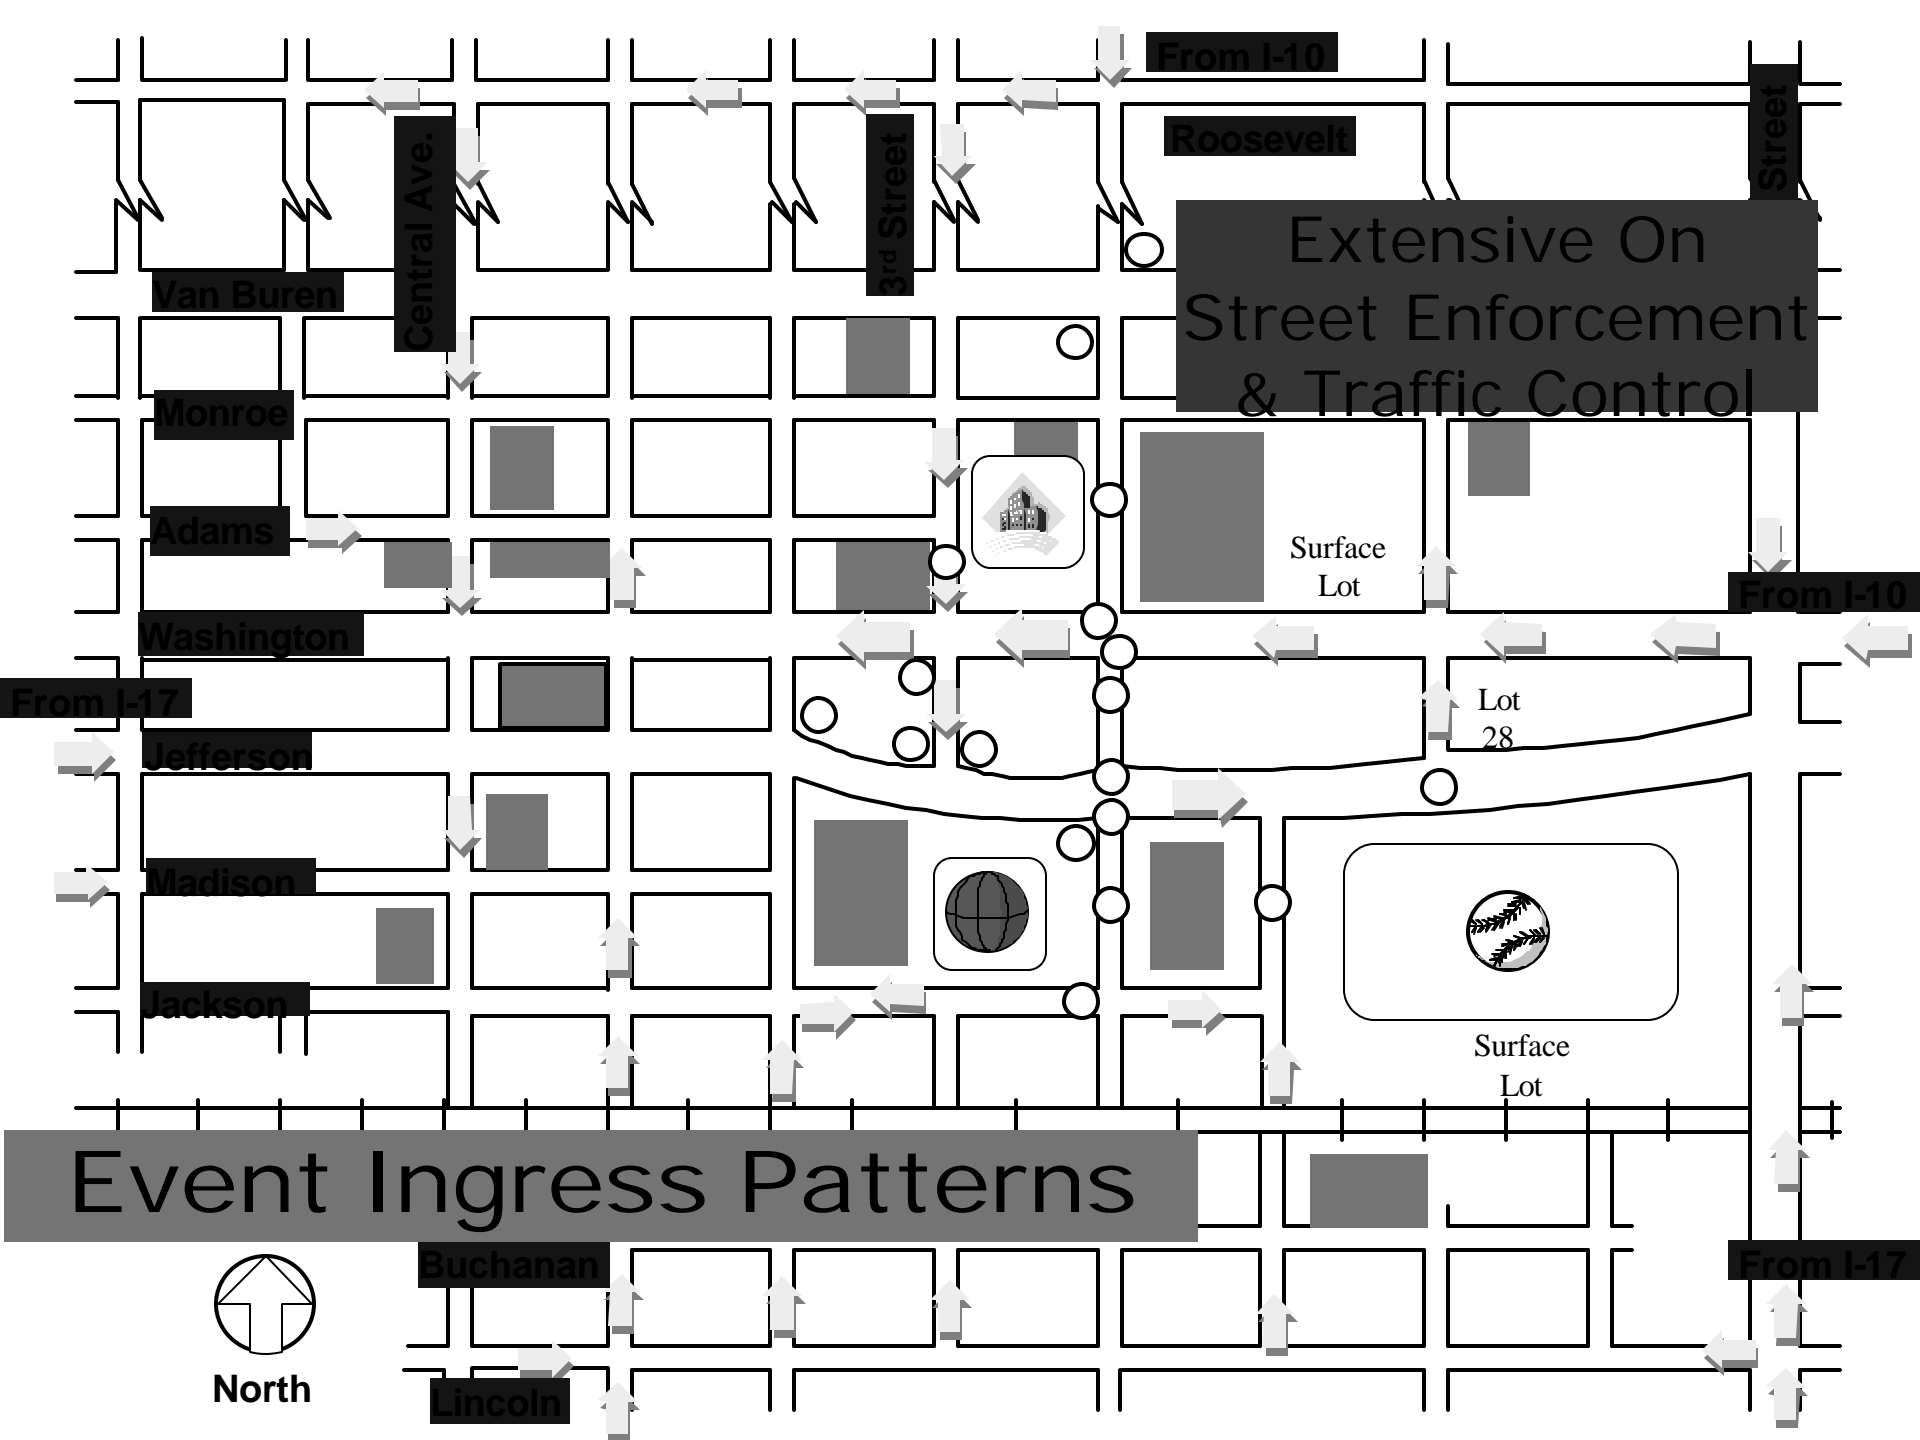 From I-10
Roosevelt
Street
Central Ave.
3rd Street
Extensive On
Street Enforcement
& Traffic Control
Van Buren
Monroe
Adams
Surface
Lot
From I-10
Washington
From I-17
Lot
28
Jefferson
Madison
Jackson
Surface
Lot
Event Ingress Patterns
Buchanan
From I-17
North
Lincoln